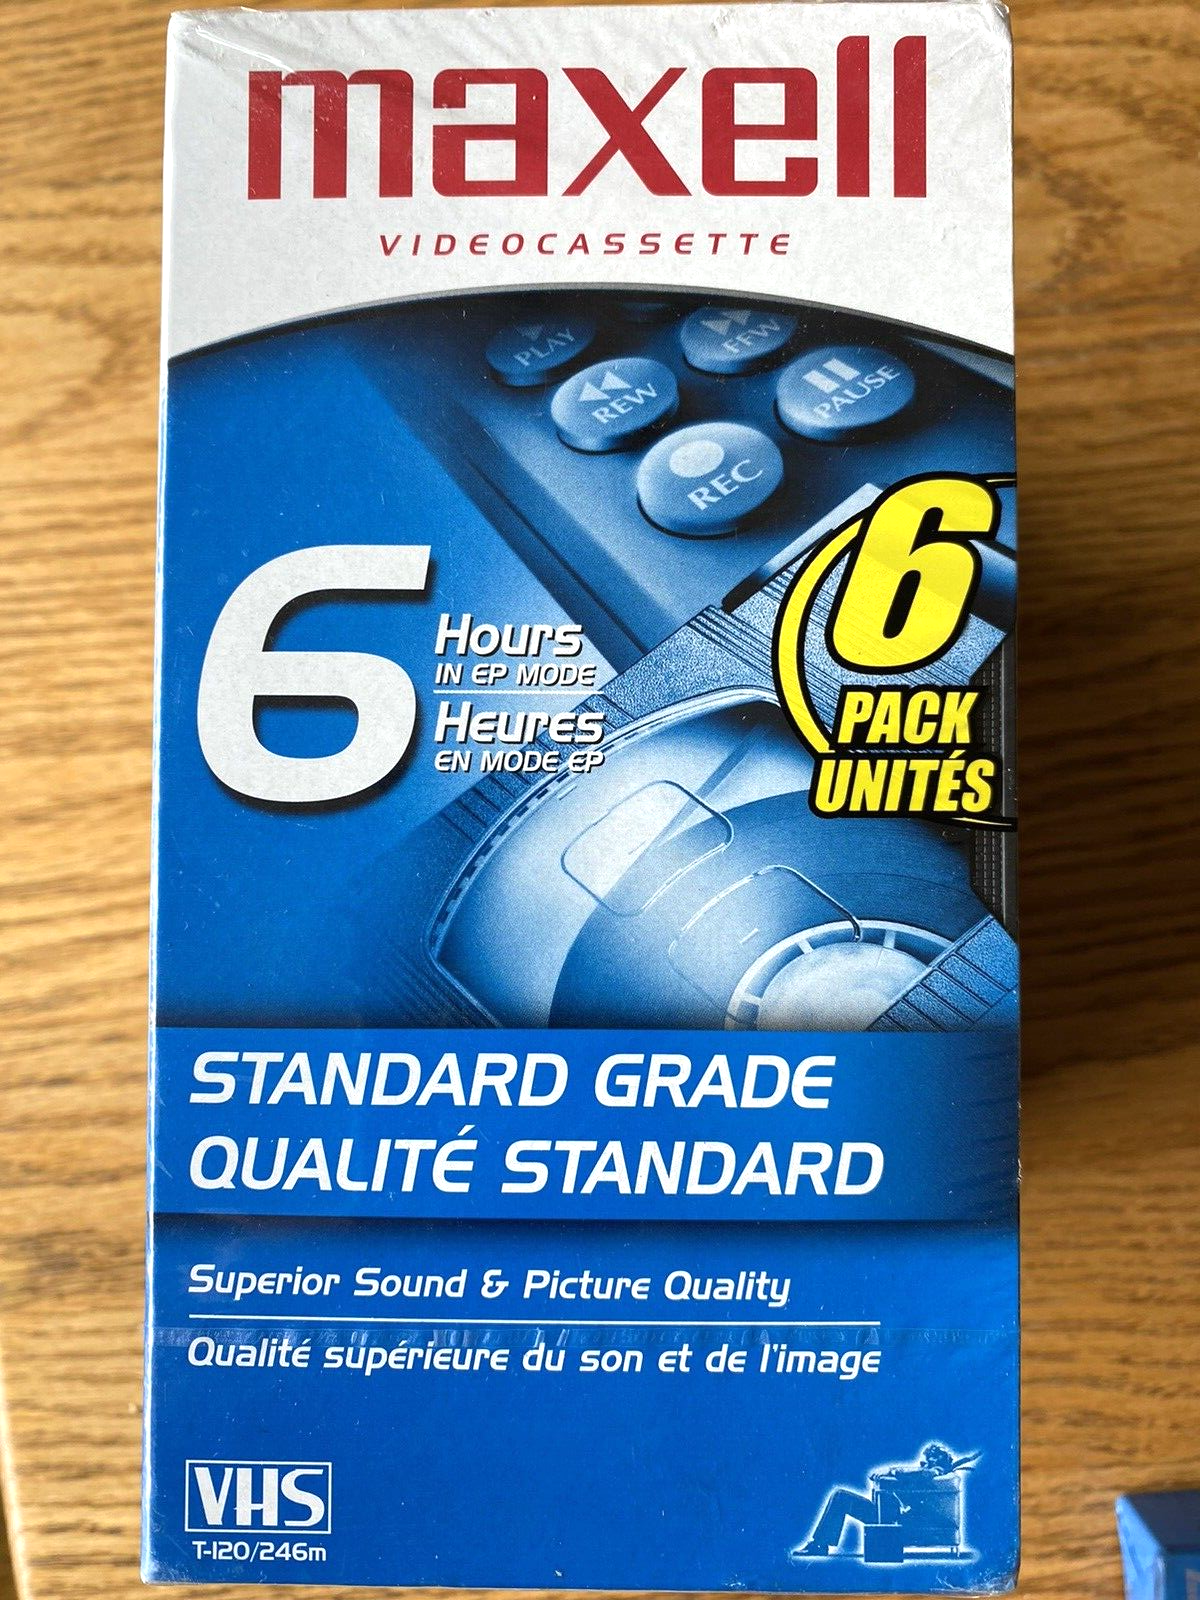 maxell
VIDEOCASSETTE
PLAY
FFW
REW
PAUSE
REC
6
PACK
UNITÉS
6
Hours
IN EP MODE
Heures
EN MODE EP
STANDARD GRADE
QUALITÉ STANDARD
Superior Sound & Picture Quality
Qualité supérieure du son et de l'image
VHS
T-120/246m